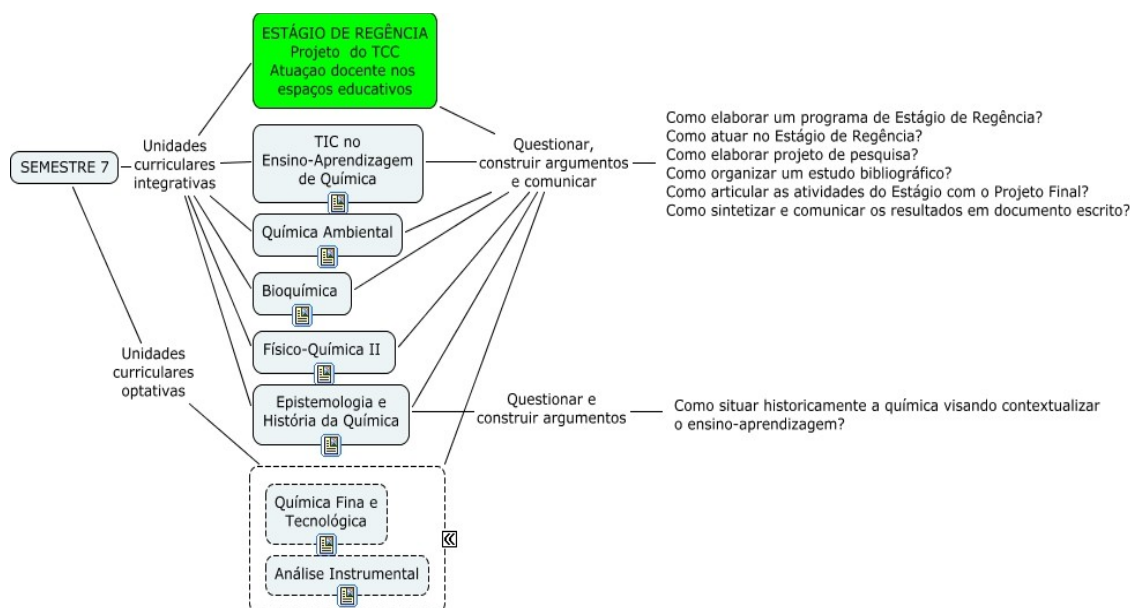 SEMESTRE 7
Unidades
curriculares
integrativas
Unidades
curriculares
optativas
ESTÁGIO DE REGÊNCIA
Projeto do TCC
Atuaçao docente nos
espaços educativos
TIC no
Ensino-Aprendizagem
de Química
Química Ambiental
Bioquímica
Físico-Química II
Epistemologia e
História da Química
Química Fina e
Tecnológica
Análise Instrumental
Questionar,
construir argumentos
e comunicar
Como elaborar um programa de Estágio de Regência?
Como atuar no Estágio de Regência?
Como elaborar projeto de pesquisa?
Como organizar um estudo bibliográfico?
Como articular as atividades do Estágio com o Projeto Final?
Como sintetizar e comunicar os resultados em documento escrito?
Questionar e
construir argumentos
Como situar historicamente a química visando contextualizar
o ensino-aprendizagem?